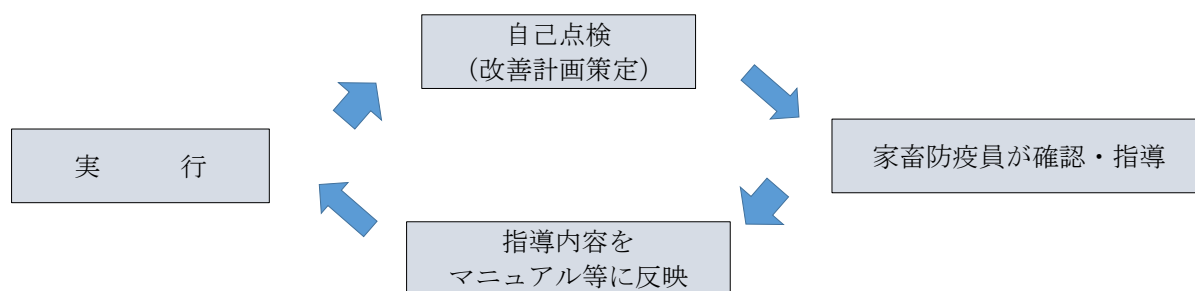 自己点検
（改善計画策定）
実　　　行
家畜防疫員が確認・指導
指導内容を
マニュアル等に反映